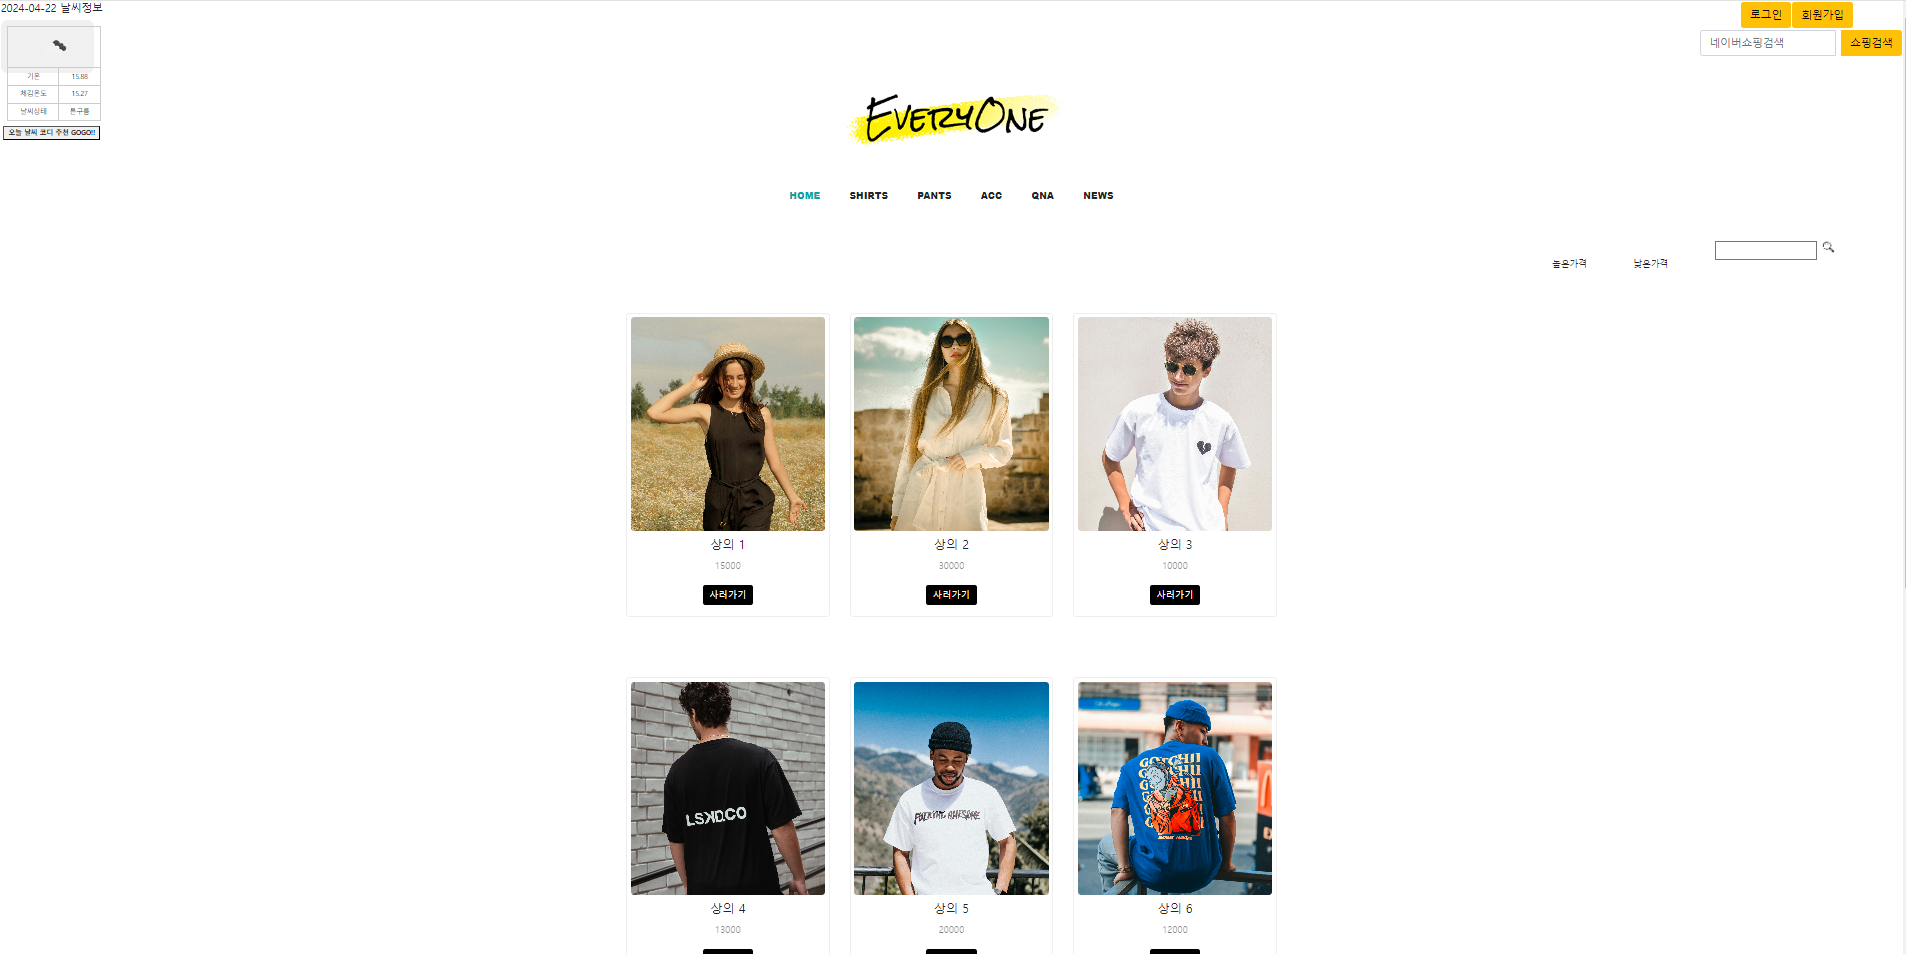 2024-04-22 날씨정보
로그인 회원가입
네이버쇼핑검색 쇼핑검색
기온 15.88
체감온도 15.27
날씨상태 튼구름
오늘 날씨 코디 추천 GOGO!!
EVERYONE
HOME SHIRTS PANTS ACC QNA NEWS
높은가격 낮은가격
상의 1 상의 2 상의 3
15000 30000 10000
사러가기 사러가기 사러가기
LSKD.CO
FUCKING AWESOME
GOTCHI1
GOTCHI1
상의 4 상의 5 상의 6
13000 20000 12000